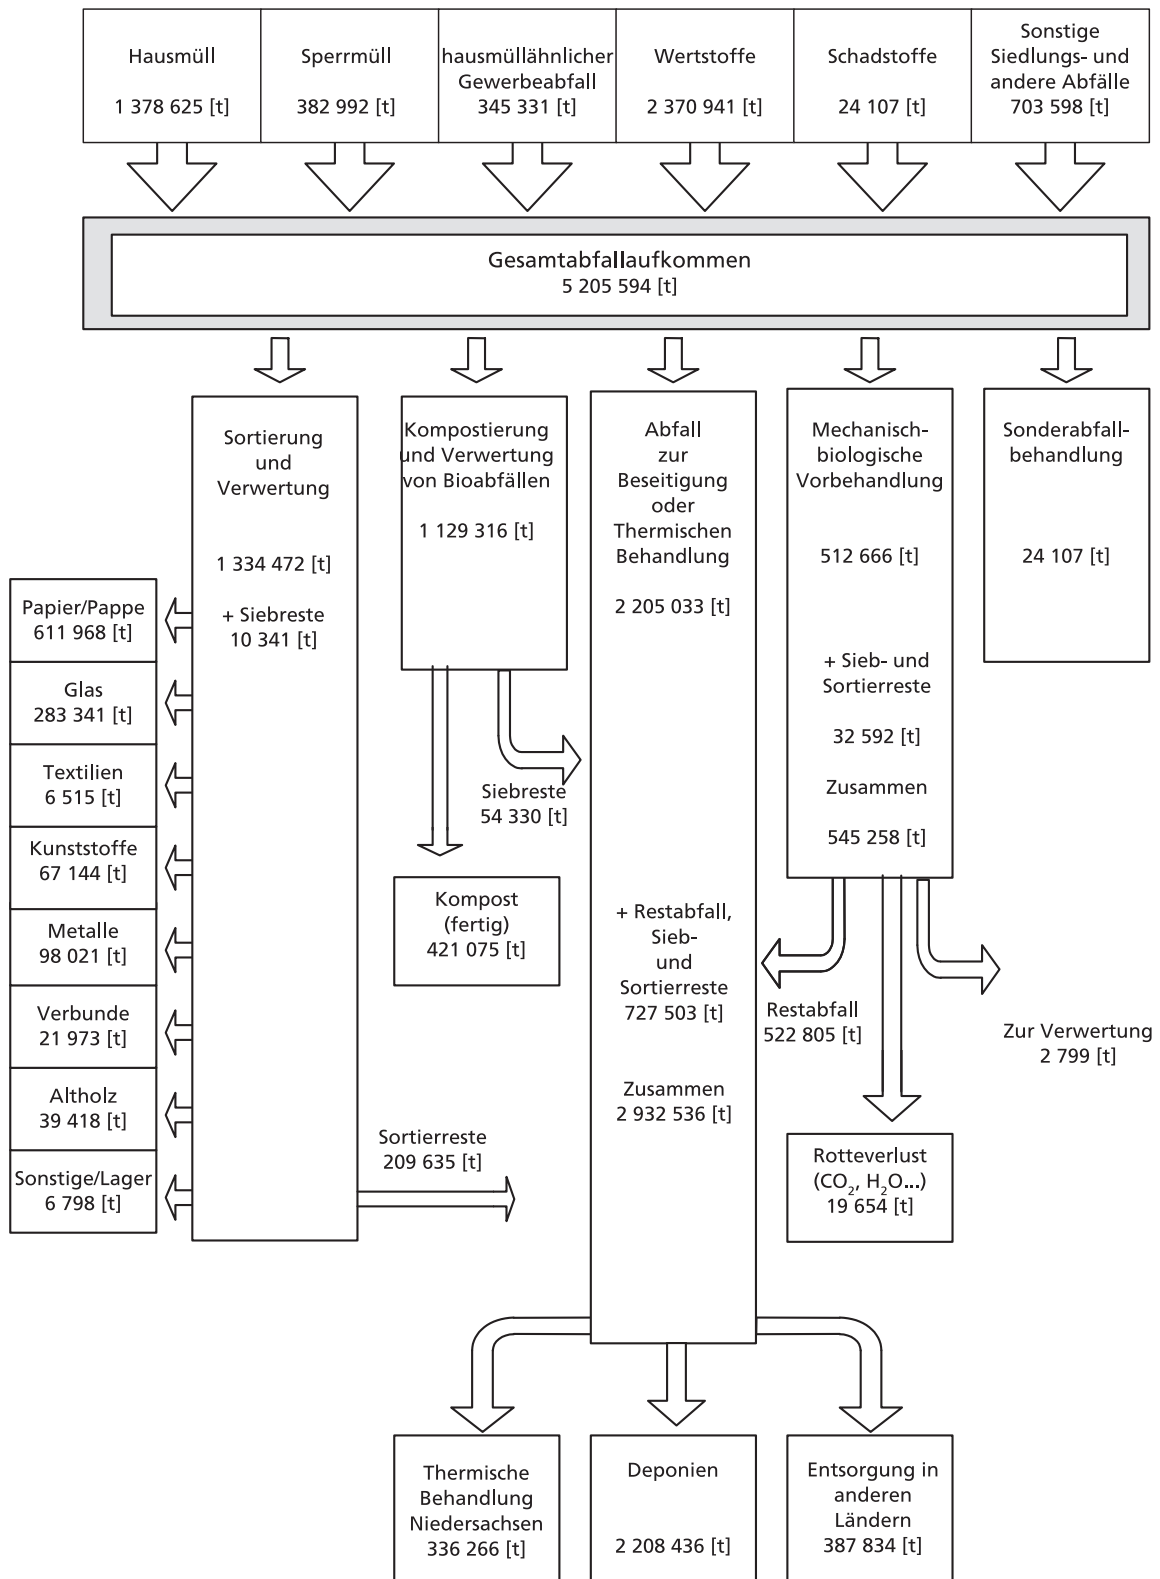 Hausmüll
1 378 625 [t]
Sperrmüll
382 992 [t]
hausmüllähnlicher
Gewerbeabfall
345 331 [t]
Wertstoffe
2 370 941 [t]
Schadstoffe
24 107 [t]
Sonstige
Siedlungs- und
andere Abfälle
703 598 [t]
Gesamtabfallaufkommen
5 205 594 [t]
Sortierung
und
Verwertung
1 334 472 [t]
+ Siebreste
10 341 [t]
Kompostierung
und Verwertung
von Bioabfällen
1 129 316 [t]
Abfall
zur
Beseitigung
oder
Thermischen
Behandlung
2 205 033 [t]
Mechanisch-
biologische
Vorbehandlung
512 666 [t]
+ Sieb- und
Sortierreste
32 592 [t]
Zusammen
545 258 [t]
Sonderabfall-
behandlung
24 107 [t]
Papier/Pappe
611 968 [t]
Glas
283 341 [t]
Textilien
6 515 [t]
Kunststoffe
67 144 [t]
Metalle
98 021 [t]
Verbunde
21 973 [t]
Altholz
39 418 [t]
Sonstige/Lager
6 798 [t]
Siebreste
54 330 [t]
Kompost
(fertig)
421 075 [t]
+ Restabfall,
Sieb-
und
Sortierreste
727 503 [t]
Zusammen
2 932 536 [t]
Restabfall
522 805 [t]
Zur Verwertung
2 799 [t]
Sortierreste
209 635 [t]
Rotteverlust
(CO₂, H₂O...)
19 654 [t]
Thermische
Behandlung
Niedersachsen
336 266 [t]
Deponien
2 208 436 [t]
Entsorgung in
anderen
Ländern
387 834 [t]